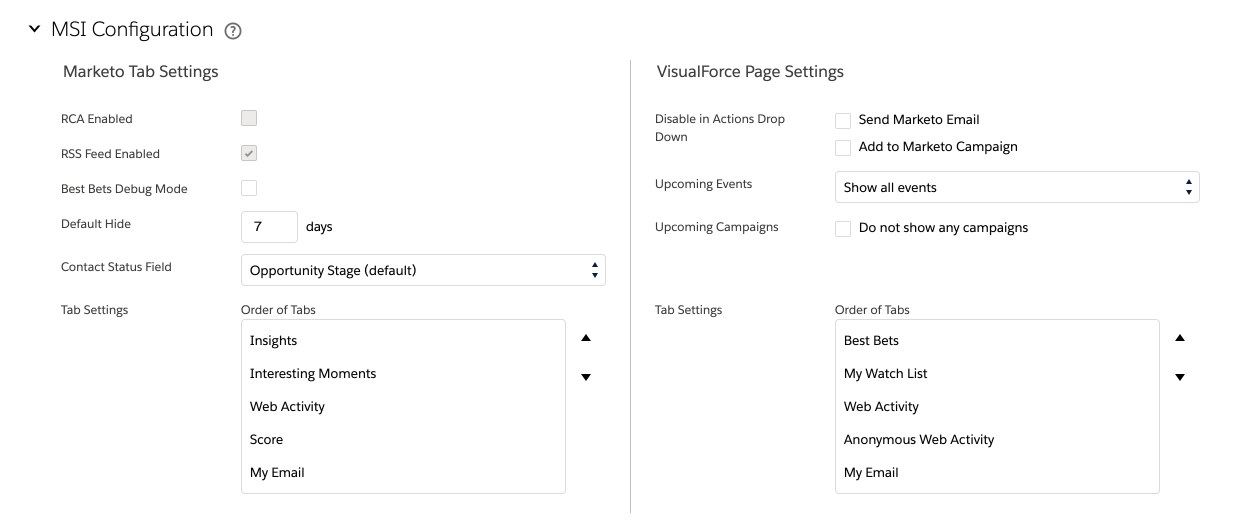 MSI Configuration ?
Marketo Tab Settings
RCA Enabled
RSS Feed Enabled
Best Bets Debug Mode
Default Hide 7 days
Contact Status Field Opportunity Stage (default)
Tab Settings Order of Tabs
Insights
Interesting Moments
Web Activity
Score
My Email
VisualForce Page Settings
Disable in Actions Drop
Down
Send Marketo Email
Add to Marketo Campaign
Upcoming Events Show all events
Upcoming Campaigns Do not show any campaigns
Tab Settings Order of Tabs
Best Bets
My Watch List
Web Activity
Anonymous Web Activity
My Email